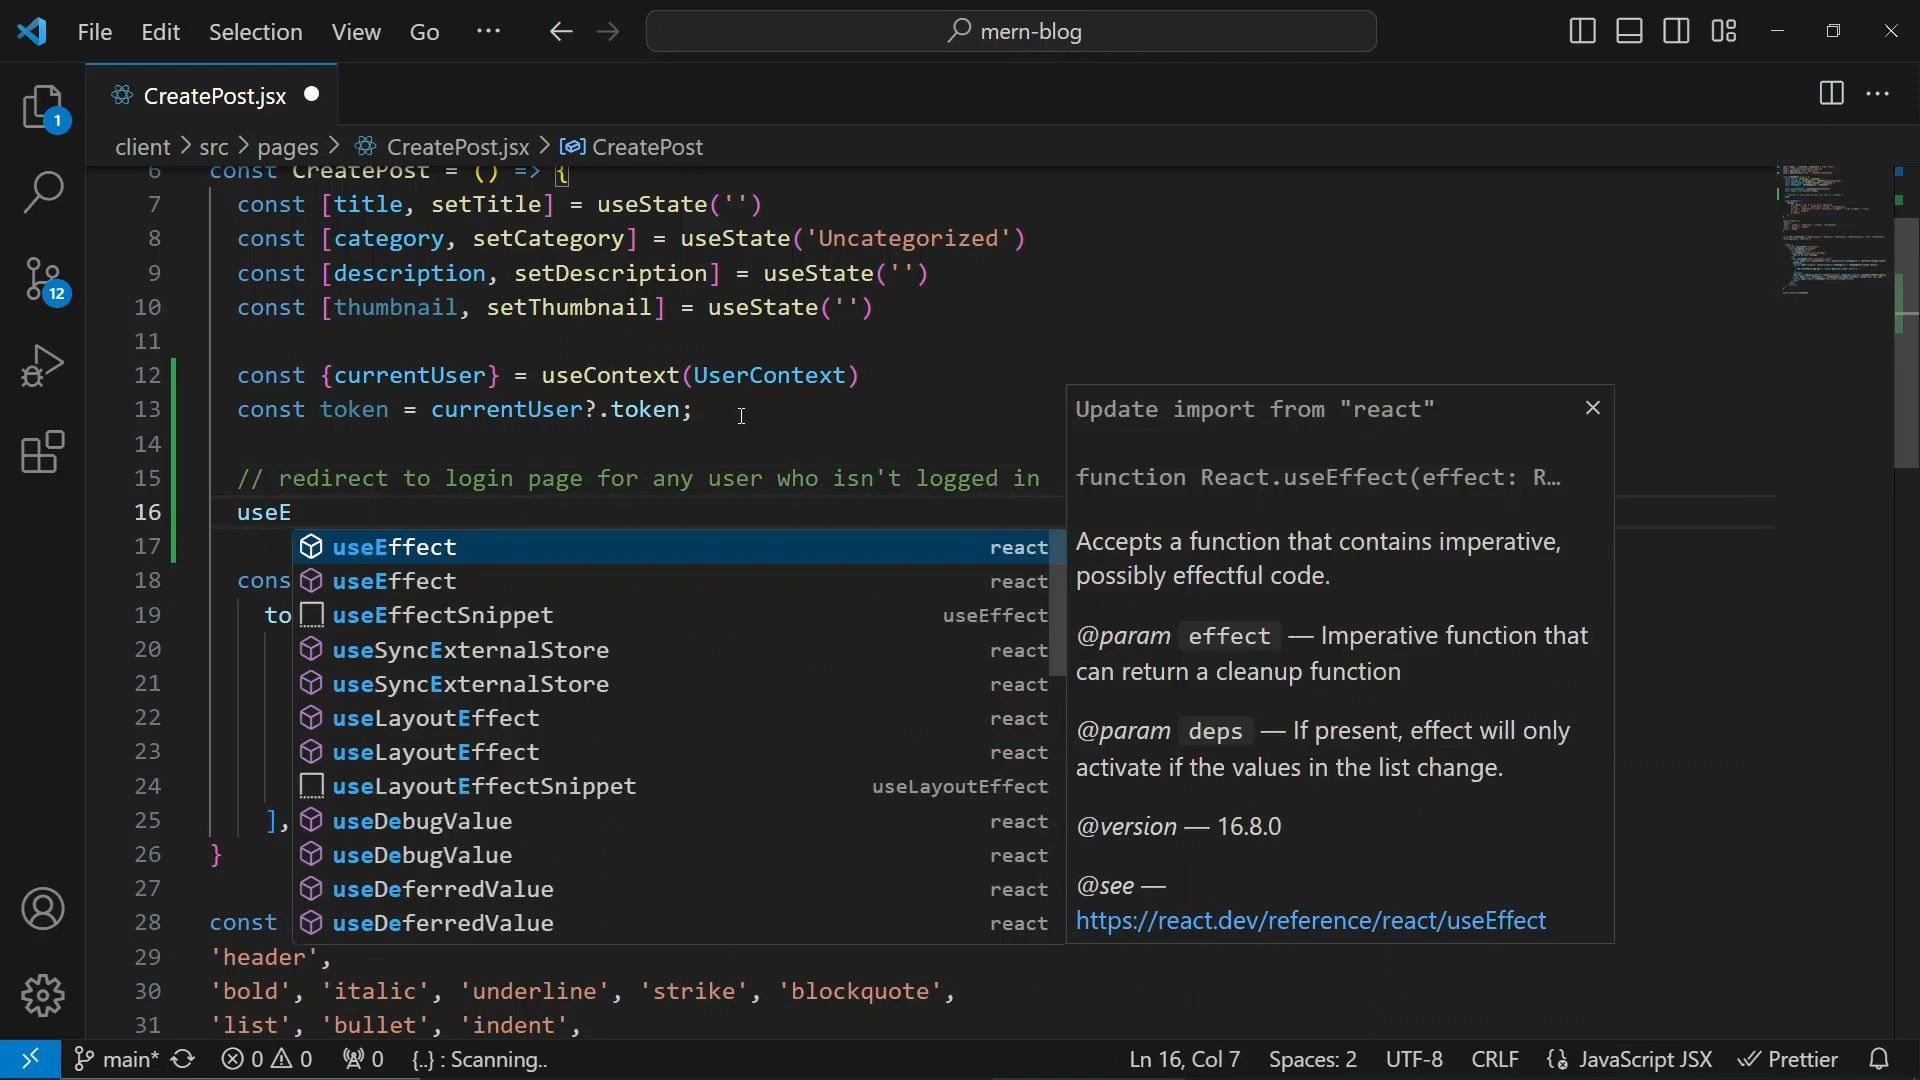 File Edit Selection View Go ··· mern-blog
CreatePost.jsx
1
client > src > pages > CreatePost.jsx > CreatePost
6 const CreatePost = () => {
7 const [title, setTitle] = useState('')
8 const [category, setCategory] = useState('Uncategorized')
9 const [description, setDescription] = useState('')
10 const [thumbnail, setThumbnail] = useState('')
11
12 const {currentUser} = useContext(UserContext)
13 const token = currentUser?.token;
14
15 // redirect to login page for any user who isn't logged in
16 useE
17
18 cons
19 to
20
21
22
23
24
25 ],
26 }
27
28 const
29 'header',
30 'bold', 'italic', 'underline', 'strike', 'blockquote',
31 'list', 'bullet', 'indent',
12
useEffect react
useEffect react
useEffectSnippet useEffect
useSyncExternalStore react
useSyncExternalStore react
useLayoutEffect react
useLayoutEffect react
useLayoutEffectSnippet useLayoutEffect
useDebugValue react
useDebugValue react
useDeferredValue react
useDeferredValue react
Update import from "react"
function React.useEffect(effect: R…
Accepts a function that contains imperative,
possibly effectful code.
@param effect — Imperative function that
can return a cleanup function
@param deps — If present, effect will only
activate if the values in the list change.
@version — 16.8.0
@see —
https://react.dev/reference/react/useEffect
main* 0 0 0 {..} : Scanning.. Ln 16, Col 7 Spaces: 2 UTF-8 CRLF JavaScript JSX Prettier